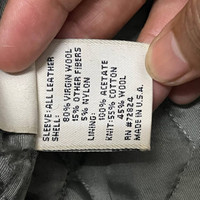 SLEEVE: ALL LEATHER
SHELL:
80% VIRGIN WOOL
15% OTHER FIBERS
5% NYLON
LINING:
100% ACETATE
KNIT: 55% COTTON
45% WOOL
RN #72824
MADE IN U.S.A.